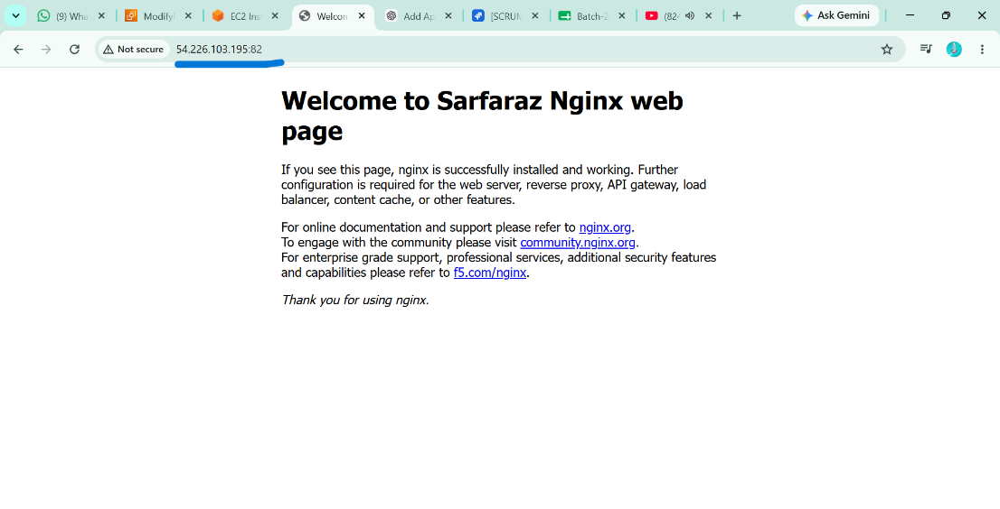 (9) Wha
Modify
EC2 Ins
Welcom
Add Ap
[SCRUM
Batch-2
(82
Ask Gemini
Not secure
54.226.103.195:82
Welcome to Sarfaraz Nginx web
page
If you see this page, nginx is successfully installed and working. Further
configuration is required for the web server, reverse proxy, API gateway, load
balancer, content cache, or other features.
For online documentation and support please refer to nginx.org.
To engage with the community please visit community.nginx.org.
For enterprise grade support, professional services, additional security features
and capabilities please refer to f5.com/nginx.
Thank you for using nginx.